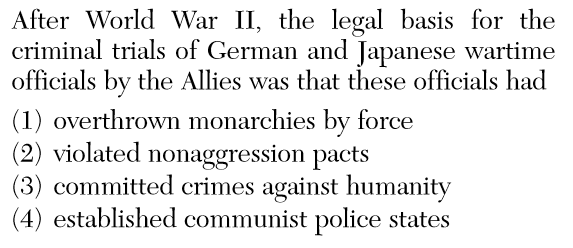 After World War II, the legal basis for the
criminal trials of German and Japanese wartime
officials by the Allies was that these officials had
(1) overthrown monarchies by force
(2) violated nonaggression pacts
(3) committed crimes against humanity
(4) established communist police states